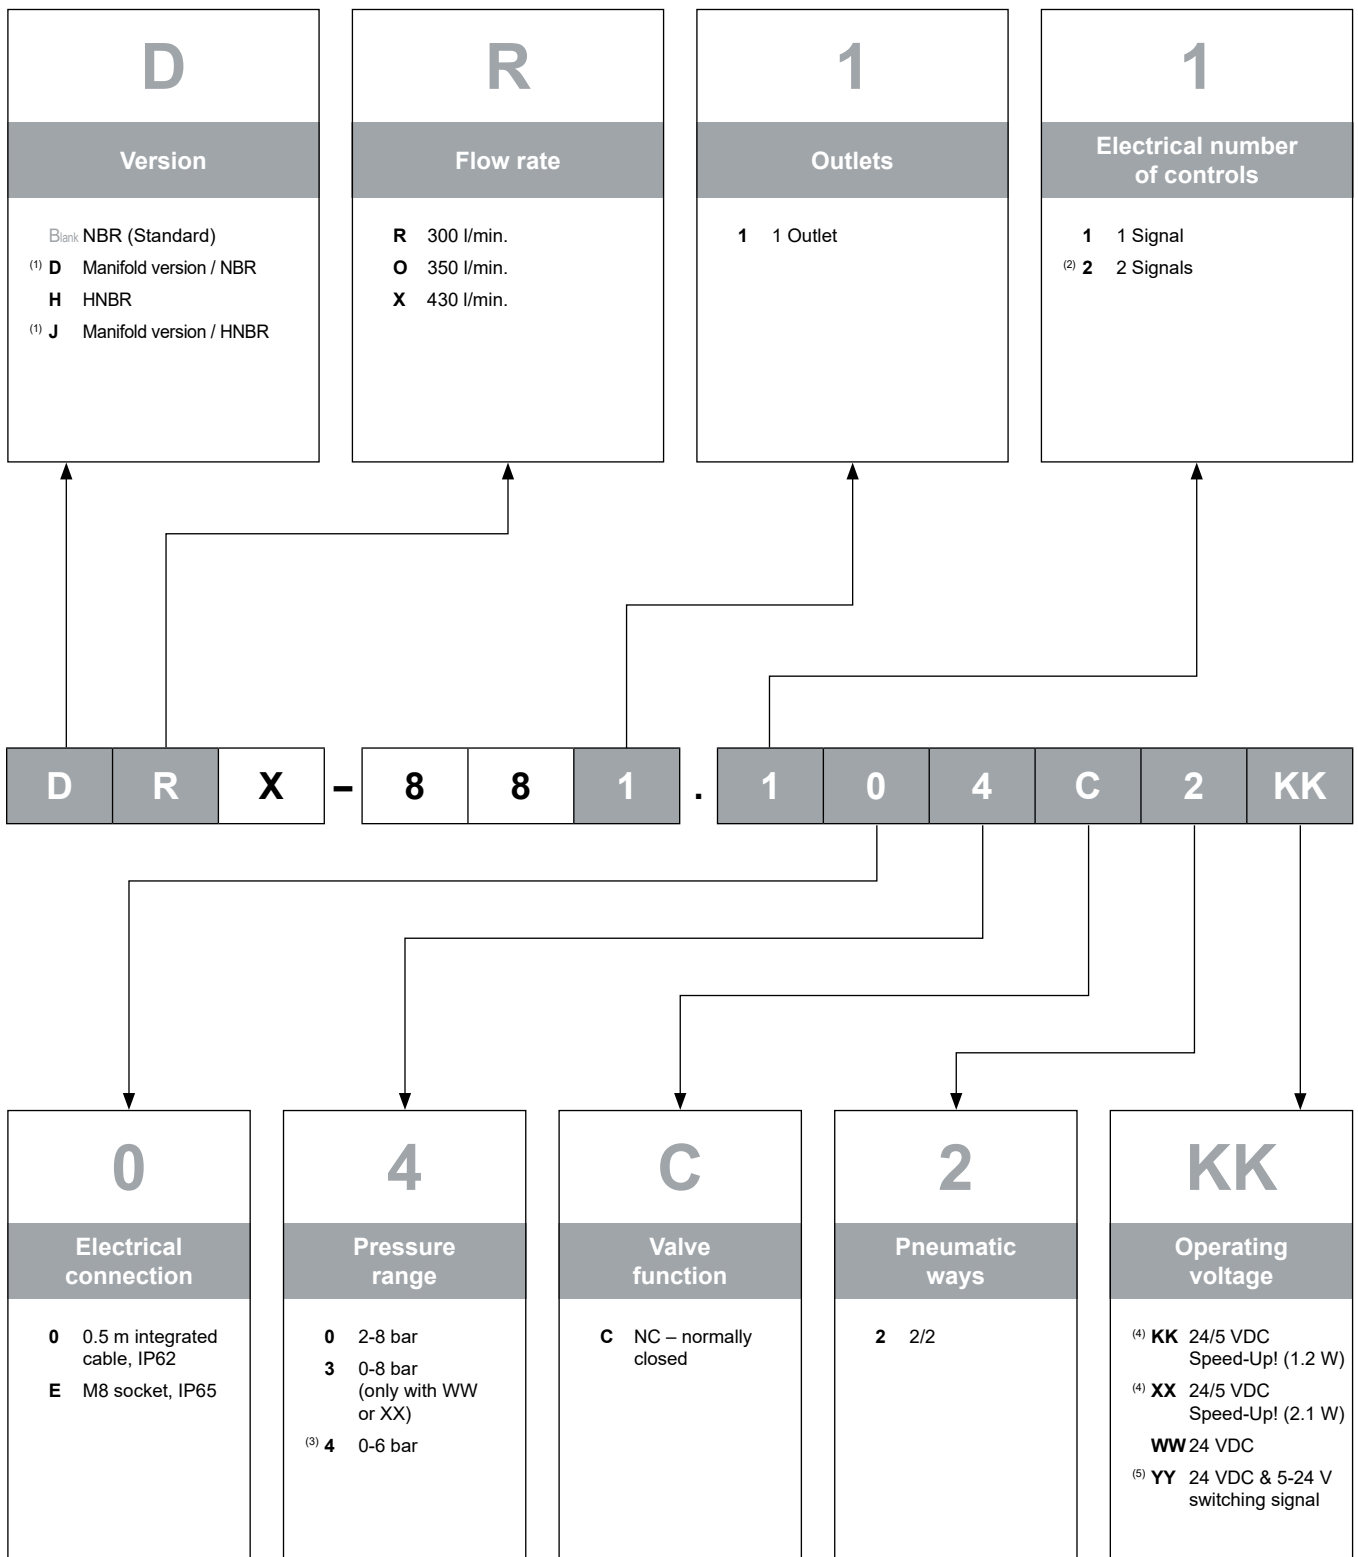 D
Version
Blank NBR (Standard)
(1) D Manifold version / NBR
H HNBR
(1) J Manifold version / HNBR
R
Flow rate
R 300 l/min.
O 350 l/min.
X 430 l/min.
1
Outlets
1 1 Outlet
1
Electrical number
of controls
1 1 Signal
(2) 2 2 Signals
D R X – 8 8 1 . 1 0 4 C 2 KK
0
Electrical
connection
0 0.5 m integrated
cable, IP62
E M8 socket, IP65
4
Pressure
range
0 2-8 bar
3 0-8 bar
(only with WW
or XX)
(3) 4 0-6 bar
C
Valve
function
C NC – normally
closed
2
Pneumatic
ways
2 2/2
KK
Operating
voltage
(4) KK 24/5 VDC
Speed-Up! (1.2 W)
(4) XX 24/5 VDC
Speed-Up! (2.1 W)
WW 24 VDC
(5) YY 24 VDC & 5-24 V
switching signal